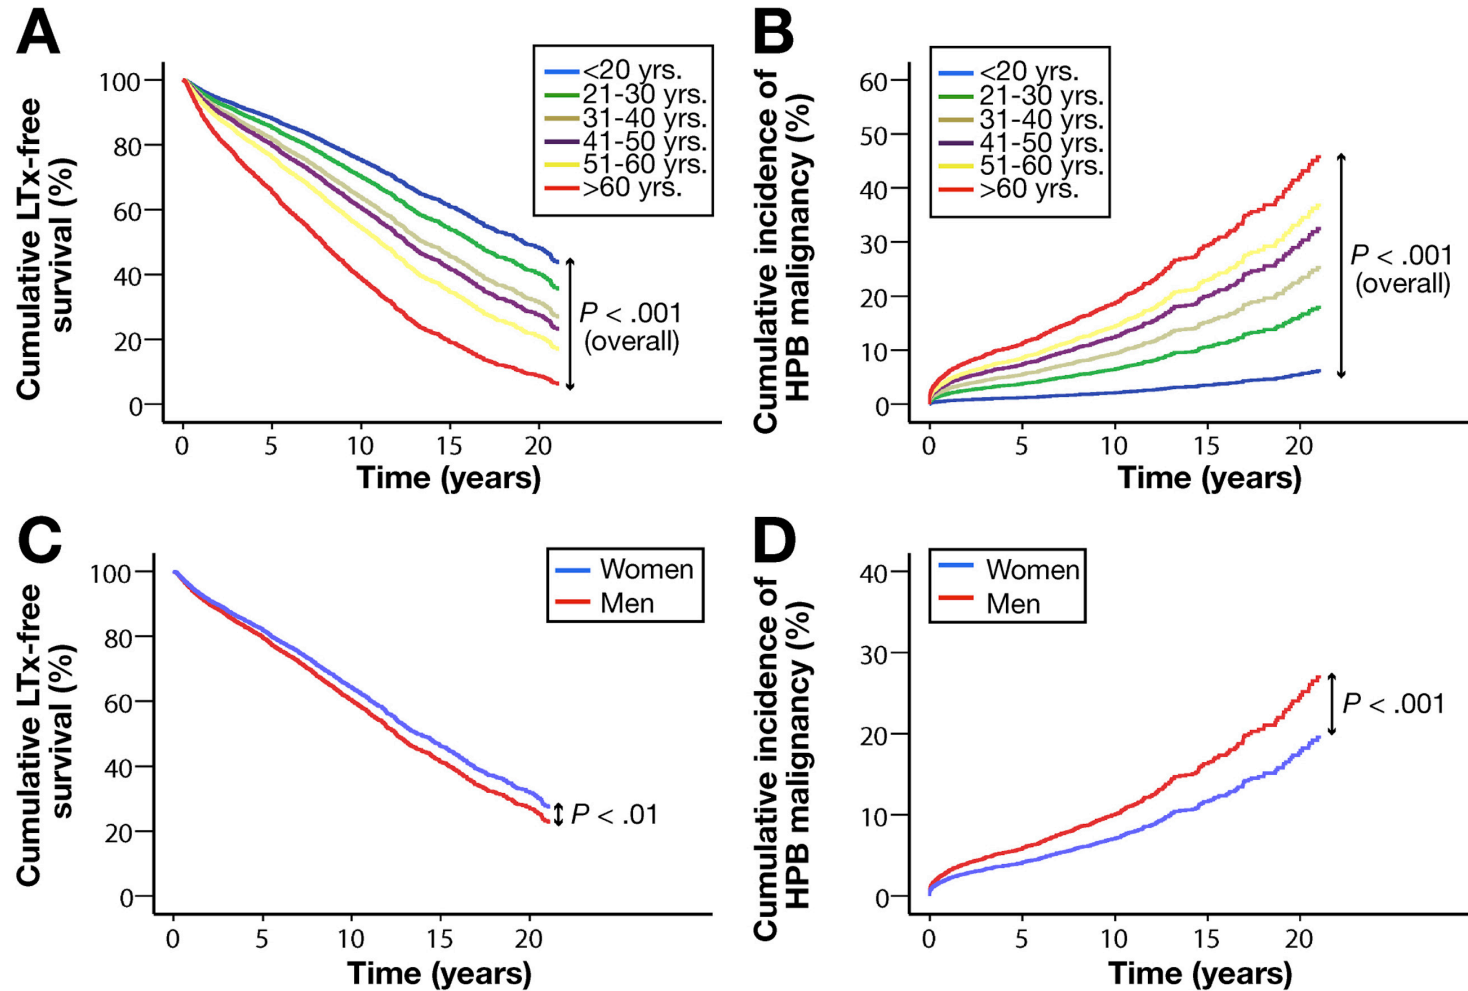 A
Cumulative LTx-free
survival (%)
100
80
60
40
20
0
<20 yrs.
21-30 yrs.
31-40 yrs.
41-50 yrs.
51-60 yrs.
>60 yrs.
P < .001
(overall)
0 5 10 15 20
Time (years)
B
Cumulative incidence of
HPB malignancy (%)
60
50
40
30
20
10
0
<20 yrs.
21-30 yrs.
31-40 yrs.
41-50 yrs.
51-60 yrs.
>60 yrs.
P < .001
(overall)
0 5 10 15 20
Time (years)
C
Cumulative LTx-free
survival (%)
100
80
60
40
20
0
Women
Men
P < .01
0 5 10 15 20
Time (years)
D
Cumulative incidence of
HPB malignancy (%)
40
30
20
10
0
Women
Men
P < .001
0 5 10 15 20
Time (years)